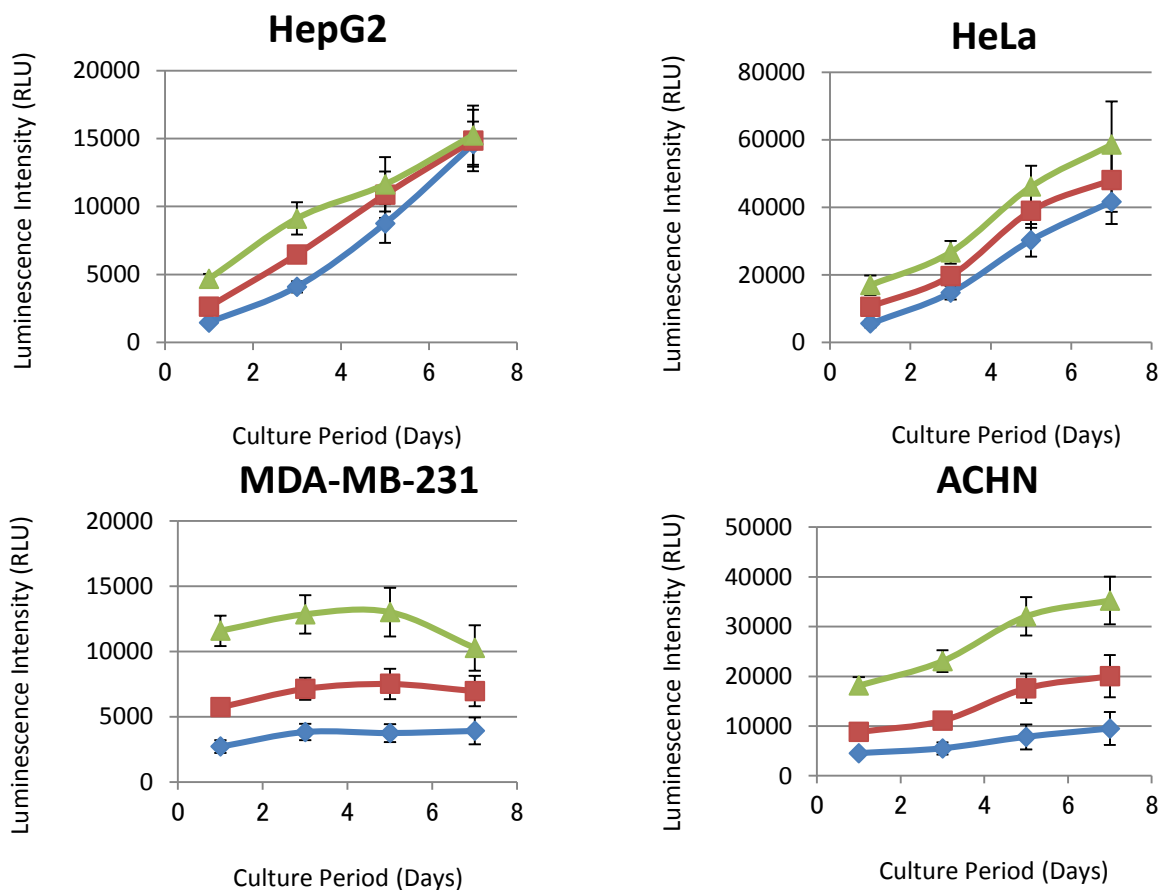 HepG2
Luminescence Intensity (RLU)
20000
15000
10000
5000
0
0 2 4 6 8
Culture Period (Days)
HeLa
Luminescence Intensity (RLU)
80000
60000
40000
20000
0
0 2 4 6 8
Culture Period (Days)
MDA-MB-231
Luminescence Intensity (RLU)
20000
15000
10000
5000
0
0 2 4 6 8
Culture Period (Days)
ACHN
Luminescence Intensity (RLU)
50000
40000
30000
20000
10000
0
0 2 4 6 8
Culture Period (Days)